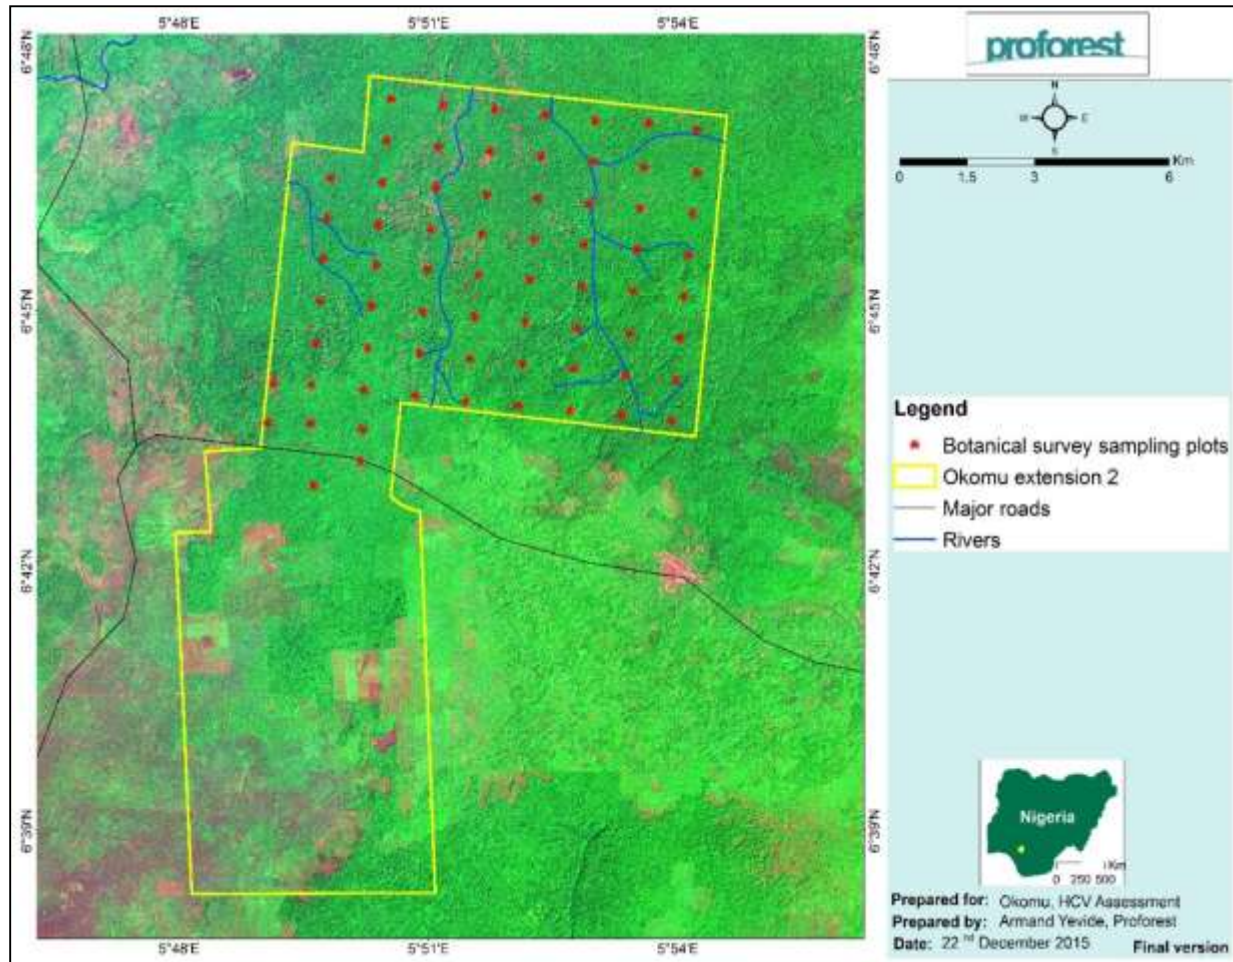 5°48'E 5°51'E 5°54'E
proforest
6°48'N 6°48'N
N
W E
S
Km
0 1.5 3 6
6°45'N 6°45'N
Legend
Botanical survey sampling plots
Okomu extension 2
Major roads
Rivers
6°42'N 6°42'N
Nigeria
Km
0 250 500
6°39'N 6°39'N
Prepared for: Okomu, HCV Assessment
Prepared by: Armand Yevide, Proforest
Date: 22 nd December 2015 Final version
5°48'E 5°51'E 5°54'E